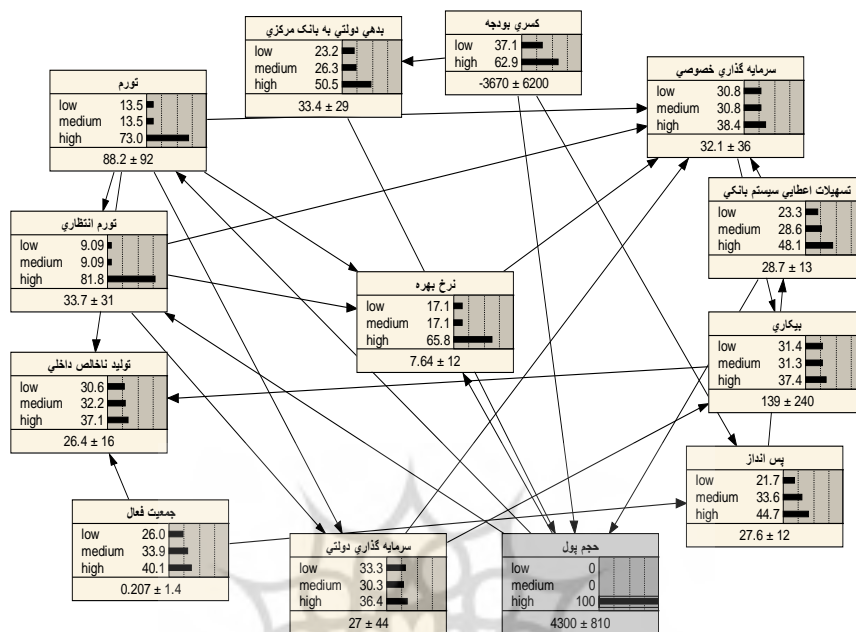 بدهي دولتي به بانک مرکزي
low 23.2
medium 26.3
high 50.5
33.4 ± 29
کسري بودجه
low 37.1
high 62.9
-3670 ± 6200
سرمايه گذاري خصوصي
low 30.8
medium 30.8
high 38.4
32.1 ± 36
تورم
low 13.5
medium 13.5
high 73.0
88.2 ± 92
تسهيلات اعطايي سيستم بانکي
low 23.3
medium 28.6
high 48.1
28.7 ± 13
تورم انتظاري
low 9.09
medium 9.09
high 81.8
33.7 ± 31
نرخ بهره
low 17.1
medium 17.1
high 65.8
7.64 ± 12
بيکاري
low 31.4
medium 31.3
high 37.4
139 ± 240
توليد ناخالص داخلي
low 30.6
medium 32.2
high 37.1
26.4 ± 16
پس انداز
low 21.7
medium 33.6
high 44.7
27.6 ± 12
جمعيت فعال
low 26.0
medium 33.9
high 40.1
0.207 ± 1.4
سرمايه گذاري دولتي
low 33.3
medium 30.3
high 36.4
27 ± 44
حجم پول
low 0
medium 0
high 100
4300 ± 810